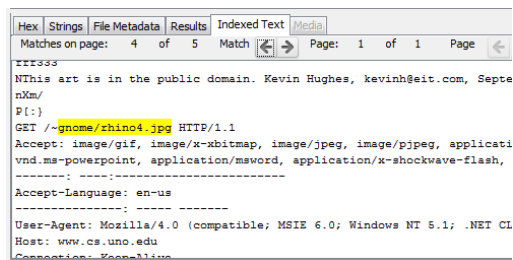 Hex Strings File Metadata Results Indexed Text Media
Matches on page: 4 of 5 Match Page: 1 of 1 Page
fff333
NThis art is in the public domain. Kevin Hughes, kevinh@eit.com, Septe
nXm/
P[:}
GET /~gnome/rhino4.jpg HTTP/1.1
Accept: image/gif, image/x-xbitmap, image/jpeg, image/pjpeg, applicati
vnd.ms-powerpoint, application/msword, application/x-shockwave-flash,
-------: ----:------------------------
Accept-Language: en-us
---------------: ----- -------
User-Agent: Mozilla/4.0 (compatible; MSIE 6.0; Windows NT 5.1; .NET CL
Host: www.cs.uno.edu
Connection: Keep-Alive